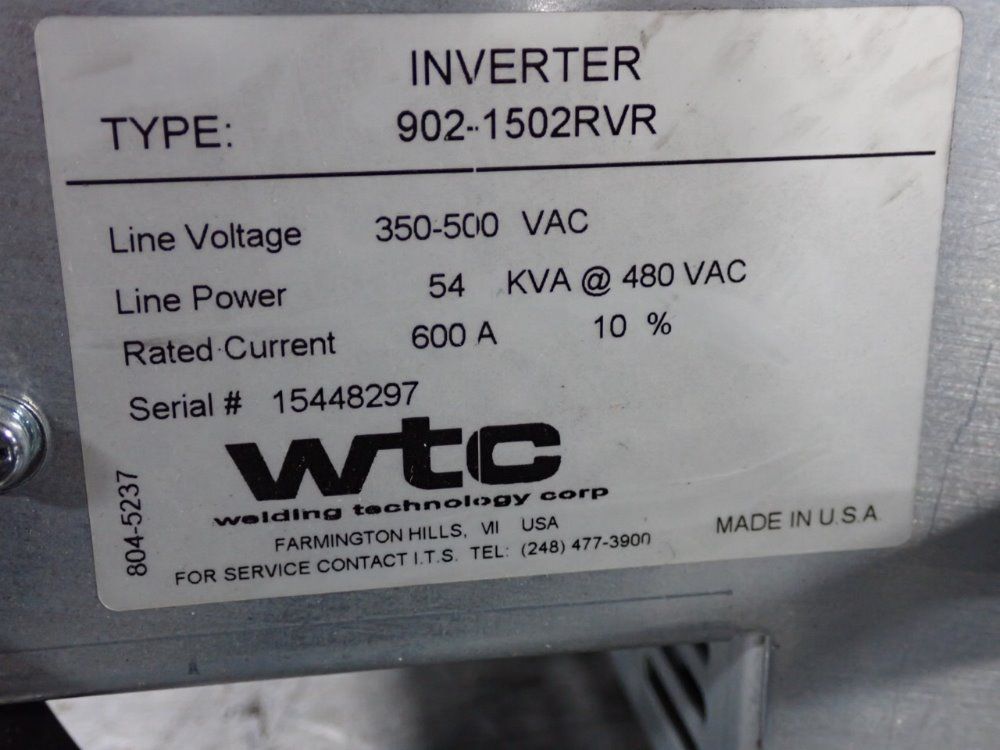 INVERTER
TYPE: 902-1502RVR
Line Voltage 350-500 VAC
Line Power 54 KVA @ 480 VAC
Rated Current 600 A 10 %
Serial # 15448297
wtc
welding technology corp
FARMINGTON HILLS, MI USA
FOR SERVICE CONTACT I.T.S. TEL: (248) 477-3900
MADE IN U.S.A
804-5237